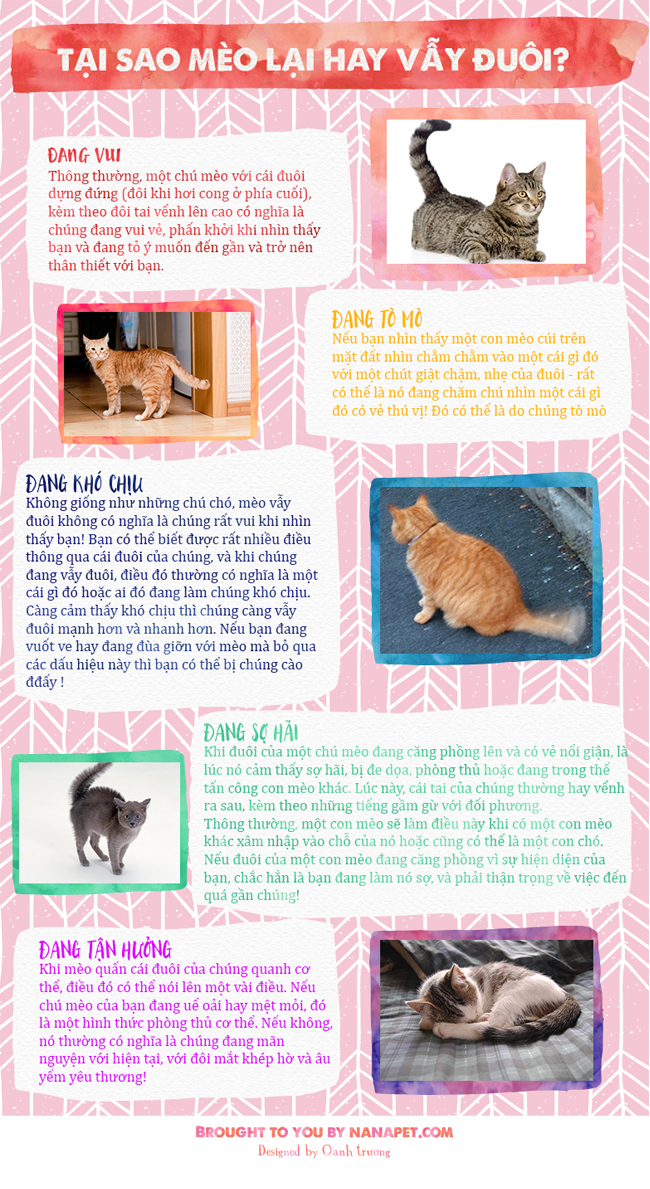 TẠI SAO MÈO LẠI HAY VẪY ĐUÔI?
ĐANG VUI
Thông thường, một chú mèo với cái đuôi
dựng đứng (đôi khi hơi cong ở phía cuối),
kèm theo đôi tai vểnh lên cao có nghĩa là
chúng đang vui vẻ, phấn khởi khi nhìn thấy
bạn và đang tỏ ý muốn đến gần và trở nên
thân thiết với bạn.
ĐANG TÒ MÒ
Nếu bạn nhìn thấy một con mèo cúi trên
mặt đất nhìn chằm chằm vào một cái gì đó
với một chút giật chậm, nhẹ của đuôi - rất
có thể là nó đang chăm chú nhìn một cái gì
đó có vẻ thú vị! Đó có thể là do chúng tò mò
ĐANG KHÓ CHỊU
Không giống như những chú chó, mèo vẫy
đuôi không có nghĩa là chúng rất vui khi nhìn
thấy bạn! Bạn có thể biết được rất nhiều điều
thông qua cái đuôi của chúng, và khi chúng
đang vẫy đuôi, điều đó thường có nghĩa là một
cái gì đó hoặc ai đó đang làm chúng khó chịu.
Càng cảm thấy khó chịu thì chúng càng vẫy
đuôi mạnh hơn và nhanh hơn. Nếu bạn đang
vuốt ve hay đang đùa giỡn với mèo mà bỏ qua
các dấu hiệu này thì bạn có thể bị chúng cào
đđấy !
ĐANG SỢ HÃI
Khi đuôi của một chú mèo đang căng phồng lên và có vẻ nổi giận, là
lúc nó cảm thấy sợ hãi, bị đe dọa, phòng thủ hoặc đang trong thế
tấn công con mèo khác. Lúc này, cái tai của chúng thường hay vểnh
ra sau, kèm theo những tiếng gầm gừ với đối phương.
Thông thường, một con mèo sẽ làm điều này khi có một con mèo
khác xâm nhập vào chỗ của nó hoặc cũng có thể là một con chó.
Nếu đuôi của một con mèo đang căng phồng vì sự hiện diện của
bạn, chắc hẳn là bạn đang làm nó sợ, và phải thận trọng về việc đến
quá gần chúng!
ĐANG TẬN HƯỞNG
Khi mèo quấn cái đuôi của chúng quanh cơ
thể, điều đó có thể nói lên một vài điều. Nếu
chú mèo của bạn đang uể oải hay mệt mỏi, đó
là một hình thức phòng thủ cơ thể. Nếu không,
nó thường có nghĩa là chúng đang mãn
nguyện với hiện tại, với đôi mắt khép hờ và âu
yếm yêu thương!
BROUGHT TO YOU BY NANAPET.COM
Designed by Oanh trương